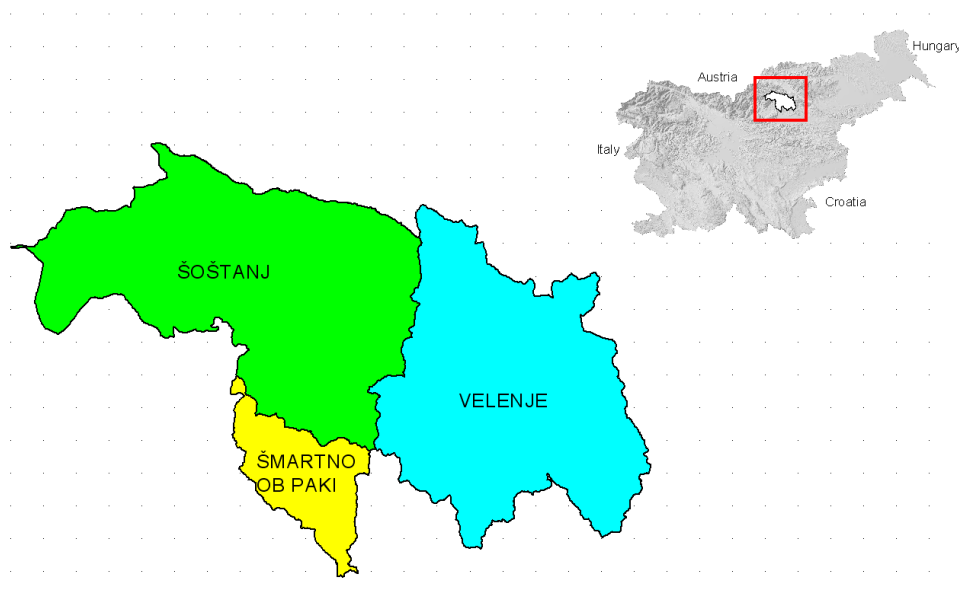 Hungary
Austria
Italy
Croatia
ŠOŠTANJ
VELENJE
ŠMARTNO
OB PAKI